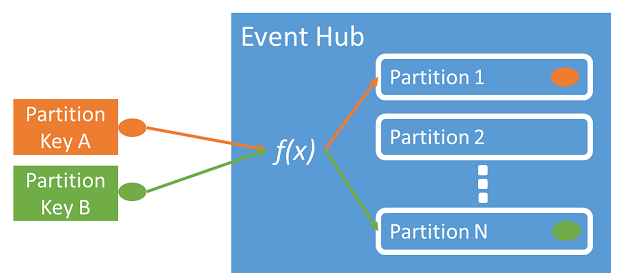 Event Hub
Partition
Key A
Partition
Key B
f(x)
Partition 1
Partition 2
Partition N